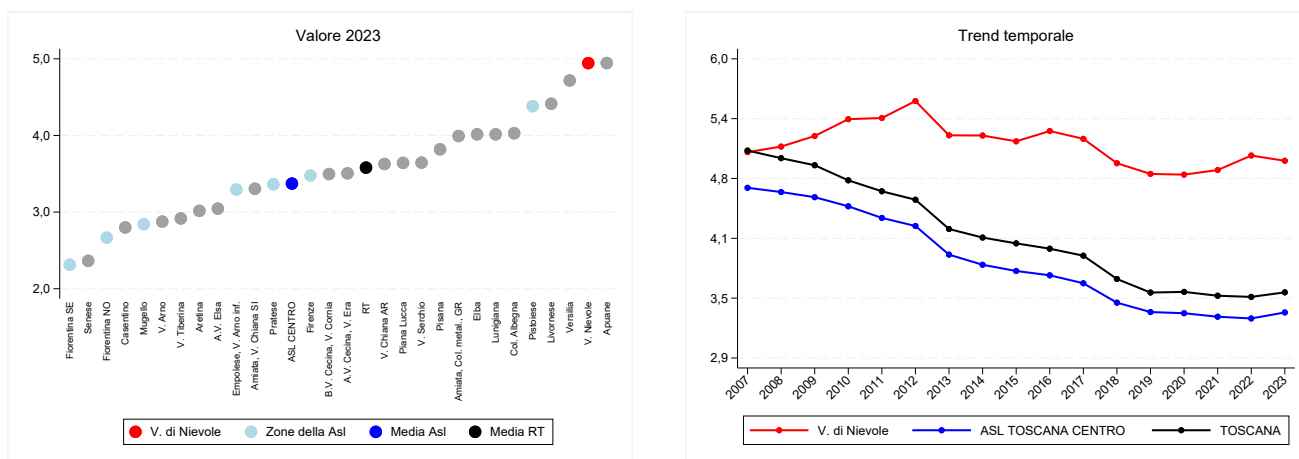 Valore 2023
5,0
4,0
3,0
2,0
Fiorentina SE
Senese
Fiorentina NO
Casentino
Mugello
V. Arno
V. Tiberina
Aretina
A.V. Elsa
Empolese, V. Arno inf.
Amiata, V. Chiana SI
Pratese
ASL CENTRO
Firenze
B.V. Cecina, V. Cornia
A.V. Cecina, V. Era
RT
V. Chiana AR
Piana Lucca
V. Serchio
Pisana
Amiata, Col. metal., GR
Elba
Lunigiana
Col. Albegna
Pistoiese
Livornese
Versilia
V. Nievole
Apuane
V. di Nievole
Zone della Asl
Media Asl
Media RT
Trend temporale
6,0
5,4
4,8
4,1
3,5
2,9
2007
2008
2009
2010
2011
2012
2013
2014
2015
2016
2017
2018
2019
2020
2021
2022
2023
V. di Nievole
ASL TOSCANA CENTRO
TOSCANA